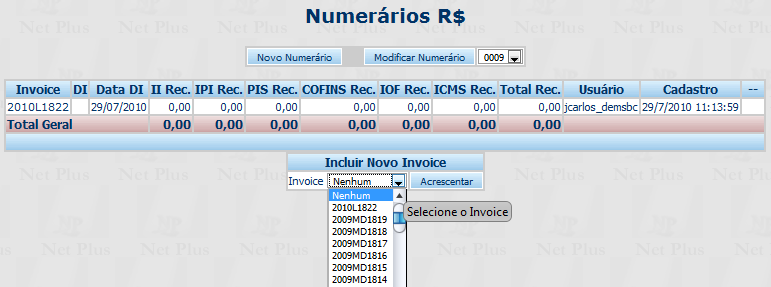 Numerários R$
Novo Numerário Modificar Numerário 0009
Invoice DI Data DI II Rec. IPI Rec. PIS Rec. COFINS Rec. IOF Rec. ICMS Rec. Total Rec. Usuário Cadastro --
2010L1822 29/07/2010 0,00 0,00 0,00 0,00 0,00 0,00 0,00 jcarlos_demsbc 29/7/2010 11:13:59
Total Geral 0,00 0,00 0,00 0,00 0,00 0,00 0,00
Incluir Novo Invoice
Invoice Nenhum Acrescentar
Nenhum
2010L1822
Selecione o Invoice
2009MD1819
2009MD1818
2009MD1817
2009MD1816
2009MD1815
2009MD1814
Net Plus